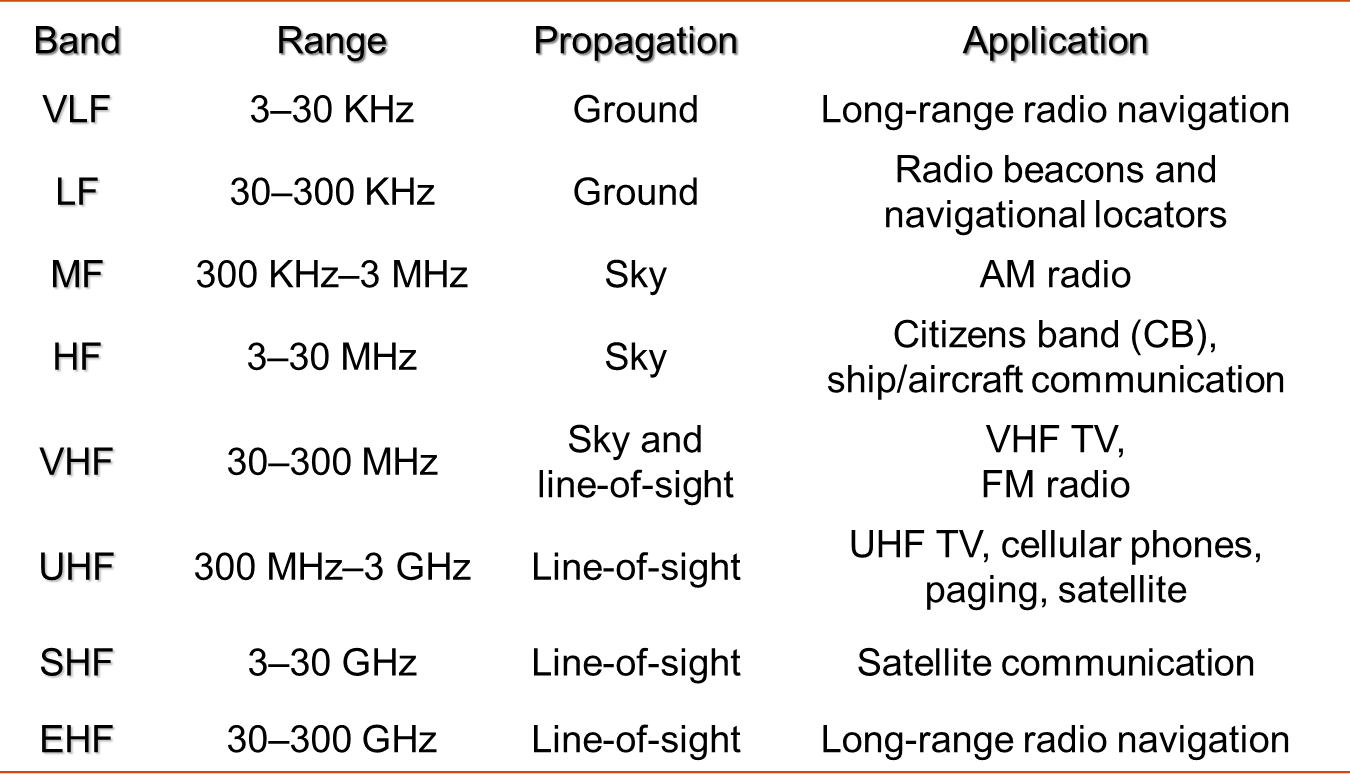 Band Range Propagation Application
VLF 3–30 KHz Ground Long-range radio navigation
LF 30–300 KHz Ground Radio beacons and
navigational locators
MF 300 KHz–3 MHz Sky AM radio
HF 3–30 MHz Sky Citizens band (CB),
ship/aircraft communication
VHF 30–300 MHz Sky and
line-of-sight VHF TV,
FM radio
UHF 300 MHz–3 GHz Line-of-sight UHF TV, cellular phones,
paging, satellite
SHF 3–30 GHz Line-of-sight Satellite communication
EHF 30–300 GHz Line-of-sight Long-range radio navigation